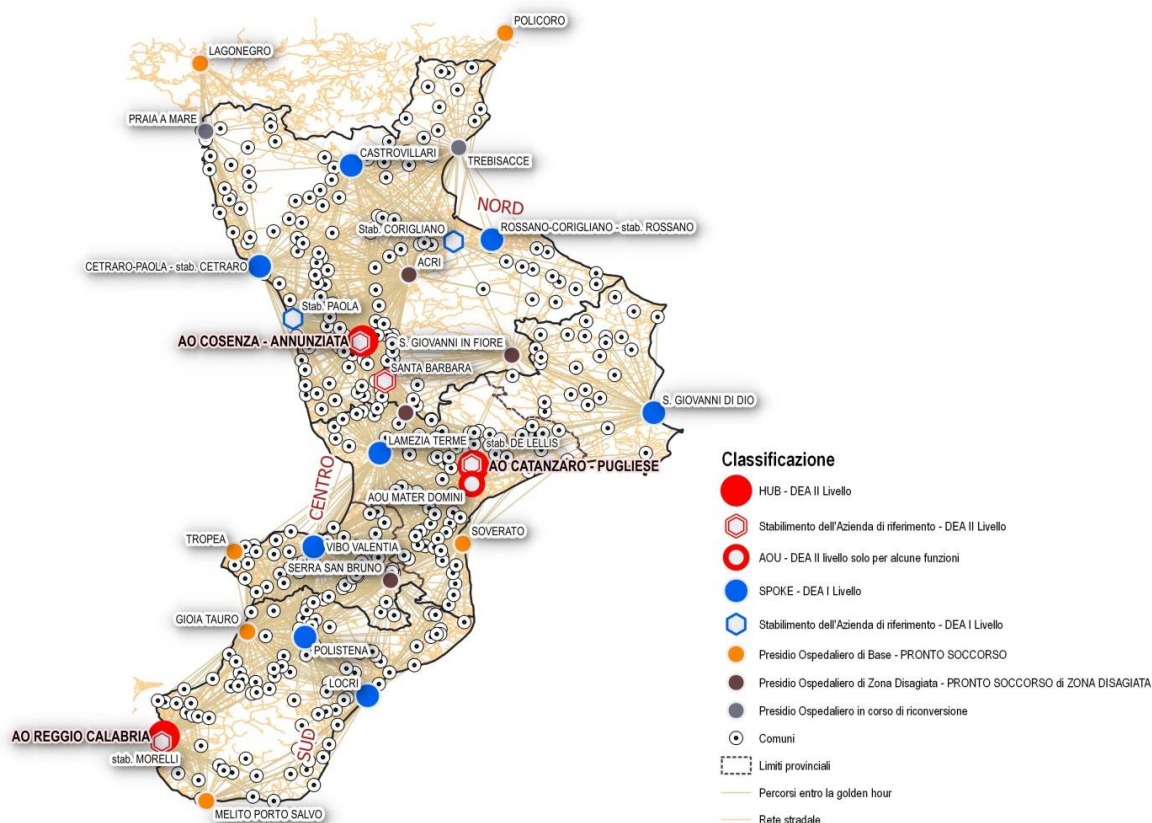 POLICORO
LAGONEGRO
PRAIA A MARE
CASTROVILLARI
TREBISACCE
NORD
Stab. CORIGLIANO
ROSSANO-CORIGLIANO - stab. ROSSANO
CETRARO-PAOLA - stab. CETRARO
ACRI
Stab. PAOLA
AO COSENZA - ANNUNZIATA
S. GIOVANNI IN FIORE
SANTA BARBARA
S. GIOVANNI DI DIO
LAMEZIA TERME
stab. DE LELLIS
AO CATANZARO - PUGLIESE
CENTRO
AOU MATER DOMINI
TROPEA
VIBO VALENTIA
SOVERATO
SERRA SAN BRUNO
GIOIA TAURO
POLISTENA
LOCRI
AO REGGIO CALABRIA
SUD
stab. MORELLI
MELITO PORTO SALVO
Classificazione
HUB - DEA II Livello
Stabilimento dell'Azienda di riferimento - DEA II Livello
AOU - DEA II livello solo per alcune funzioni
SPOKE - DEA I Livello
Stabilimento dell'Azienda di riferimento - DEA I Livello
Presidio Ospedaliero di Base - PRONTO SOCCORSO
Presidio Ospedaliero di Zona Disagiata - PRONTO SOCCORSO di ZONA DISAGIATA
Presidio Ospedaliero in corso di riconversione
Comuni
Limiti provinciali
Percorsi entro la golden hour
Rete stradale